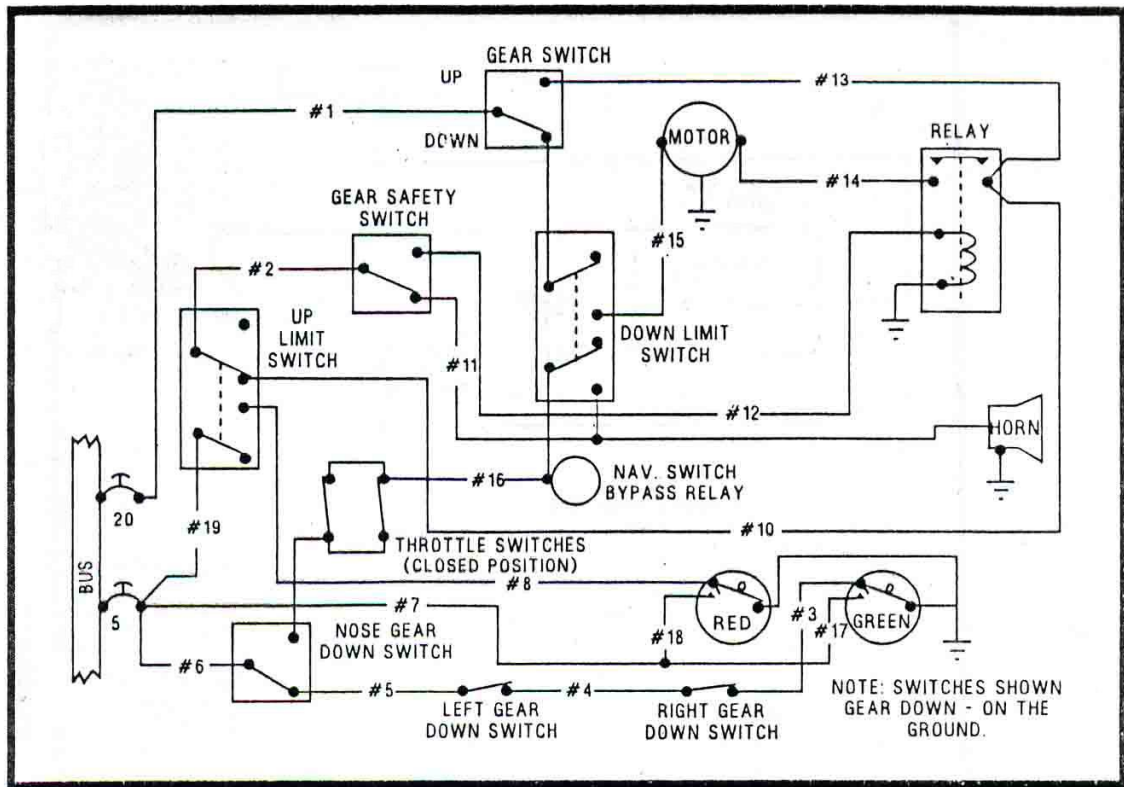 GEAR SWITCH
UP
DOWN
#1
#13
MOTOR
RELAY
#14
GEAR SAFETY
SWITCH
#15
#2
UP
LIMIT
SWITCH
DOWN LIMIT
SWITCH
#11
#12
HORN
NAV. SWITCH
BYPASS RELAY
#16
20
#19
#10
THROTTLE SWITCHES
(CLOSED POSITION)
BUS
#8
5
#7
#3
RED
#17
GREEN
#18
NOSE GEAR
DOWN SWITCH
#6
#5
#4
LEFT GEAR
DOWN SWITCH
RIGHT GEAR
DOWN SWITCH
NOTE: SWITCHES SHOWN
GEAR DOWN - ON THE
GROUND.